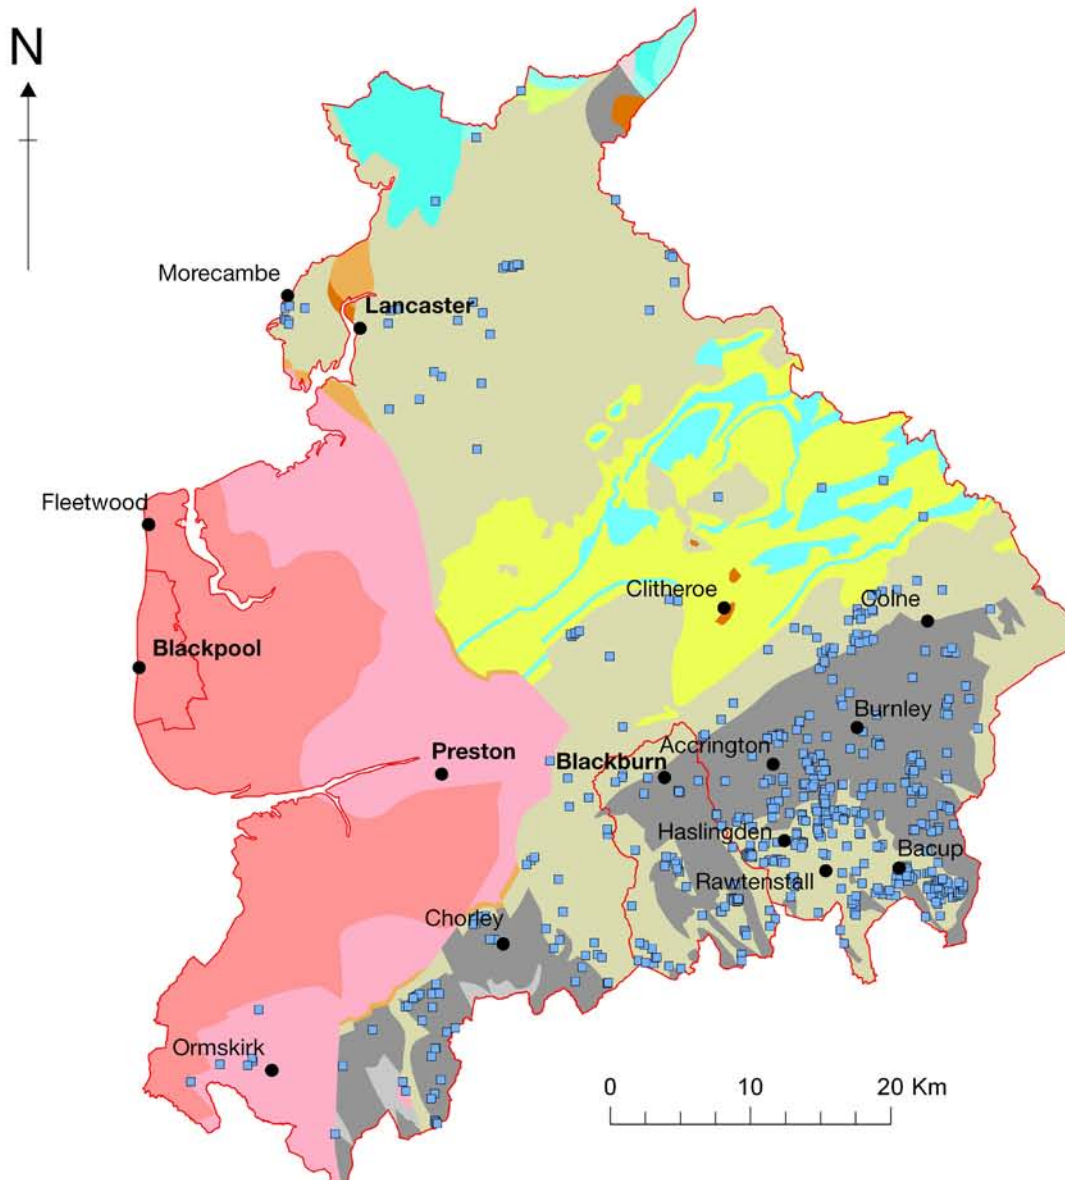 N
Morecambe
Lancaster
Fleetwood
Clitheroe
Colne
Blackpool
Burnley
Preston
Blackburn
Accrington
Haslingden
Bacup
Rawtenstall
Chorley
Ormskirk
0 10 20 Km